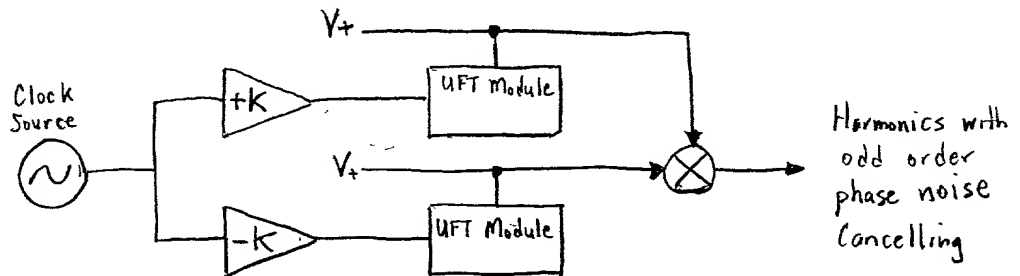 V+
Clock
Source
+K
UFT Module
Harmonics with
odd order
phase noise
Cancelling
V+
-K
UFT Module